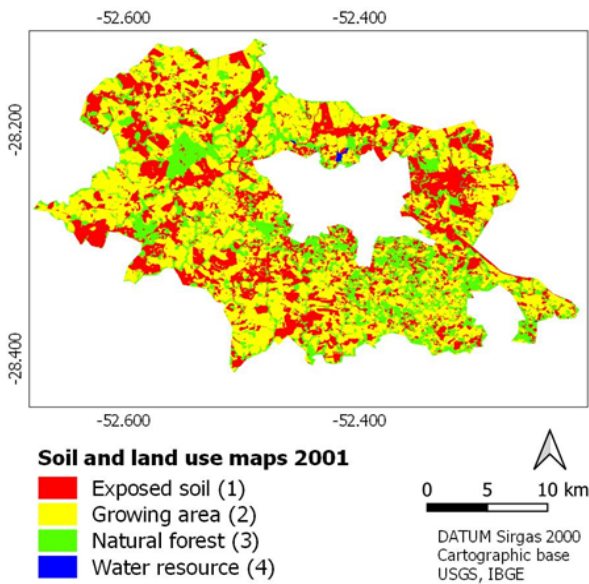 -52.600 -52.400
-28.200
-28.400
-52.600 -52.400
Soil and land use maps 2001
Exposed soil (1)
Growing area (2)
Natural forest (3)
Water resource (4)
0 5 10 km
DATUM Sirgas 2000
Cartographic base
USGS, IBGE